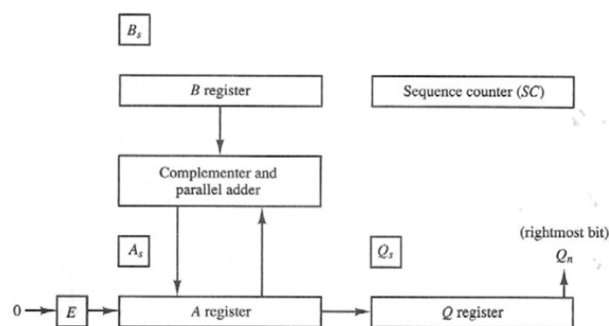 Bs
B register
Sequence counter (SC)
Complementer and
parallel adder
(rightmost bit)
As
Qs
Qn
0
E
A register
Q register